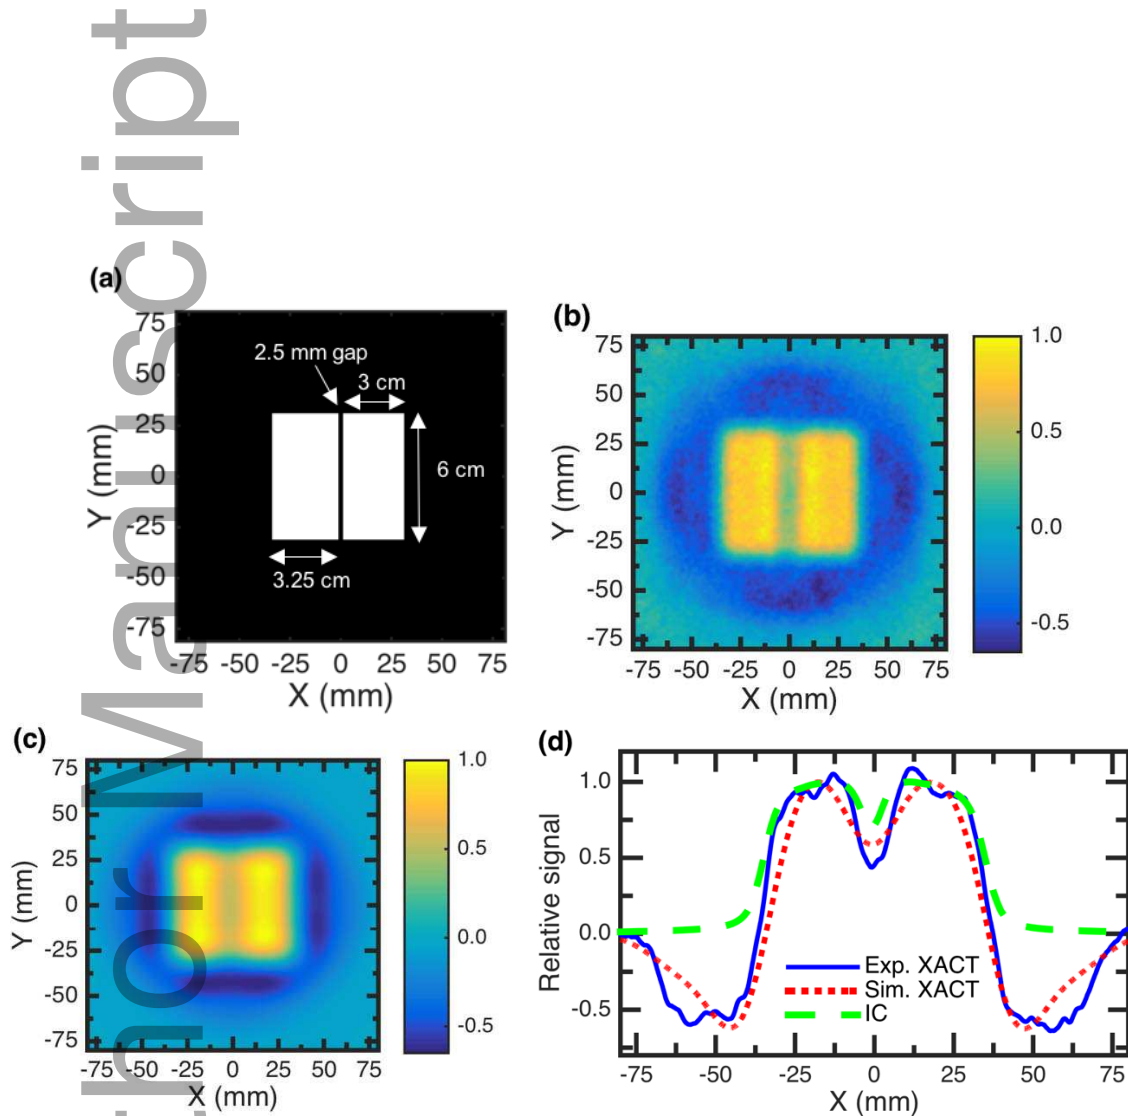 thor Manuscript
(a)
75
50
25
0
-25
-50
-75
Y (mm)
2.5 mm gap
3 cm
6 cm
3.25 cm
-75 -50 -25 0 25 50 75
X (mm)
(b)
75
50
25
0
-25
-50
-75
Y (mm)
-75 -50 -25 0 25 50 75
X (mm)
1.0
0.5
0.0
-0.5
(c)
75
50
25
0
-25
-50
-75
Y (mm)
-75 -50 -25 0 25 50 75
X (mm)
1.0
0.5
0.0
-0.5
(d)
1.0
0.5
0.0
-0.5
Relative signal
Exp. XACT
Sim. XACT
IC
-75 -50 -25 0 25 50 75
X (mm)